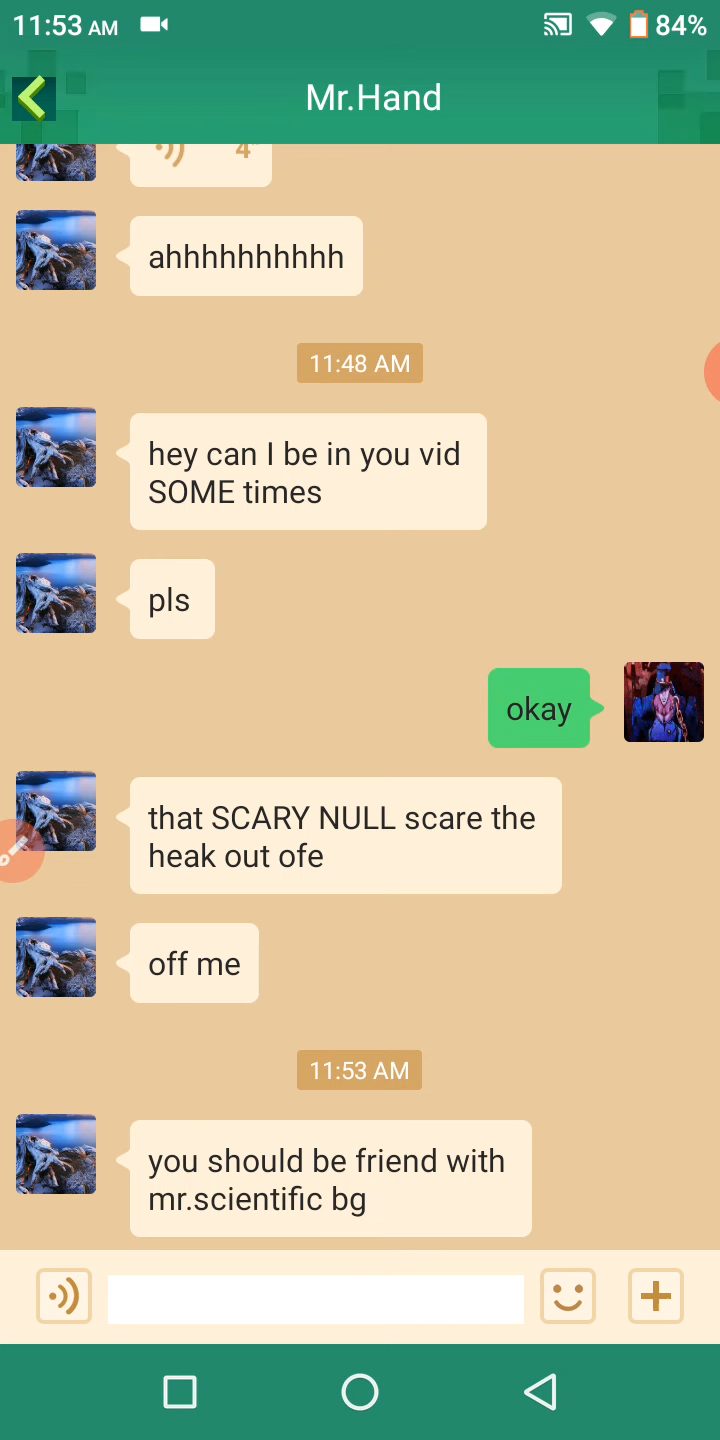 11:53 AM
84%
Mr.Hand
4"
ahhhhhhhhhh
11:48 AM
hey can I be in you vid
SOME times
pls
okay
that SCARY NULL scare the
heak out ofe
off me
11:53 AM
you should be friend with
mr.scientific bg